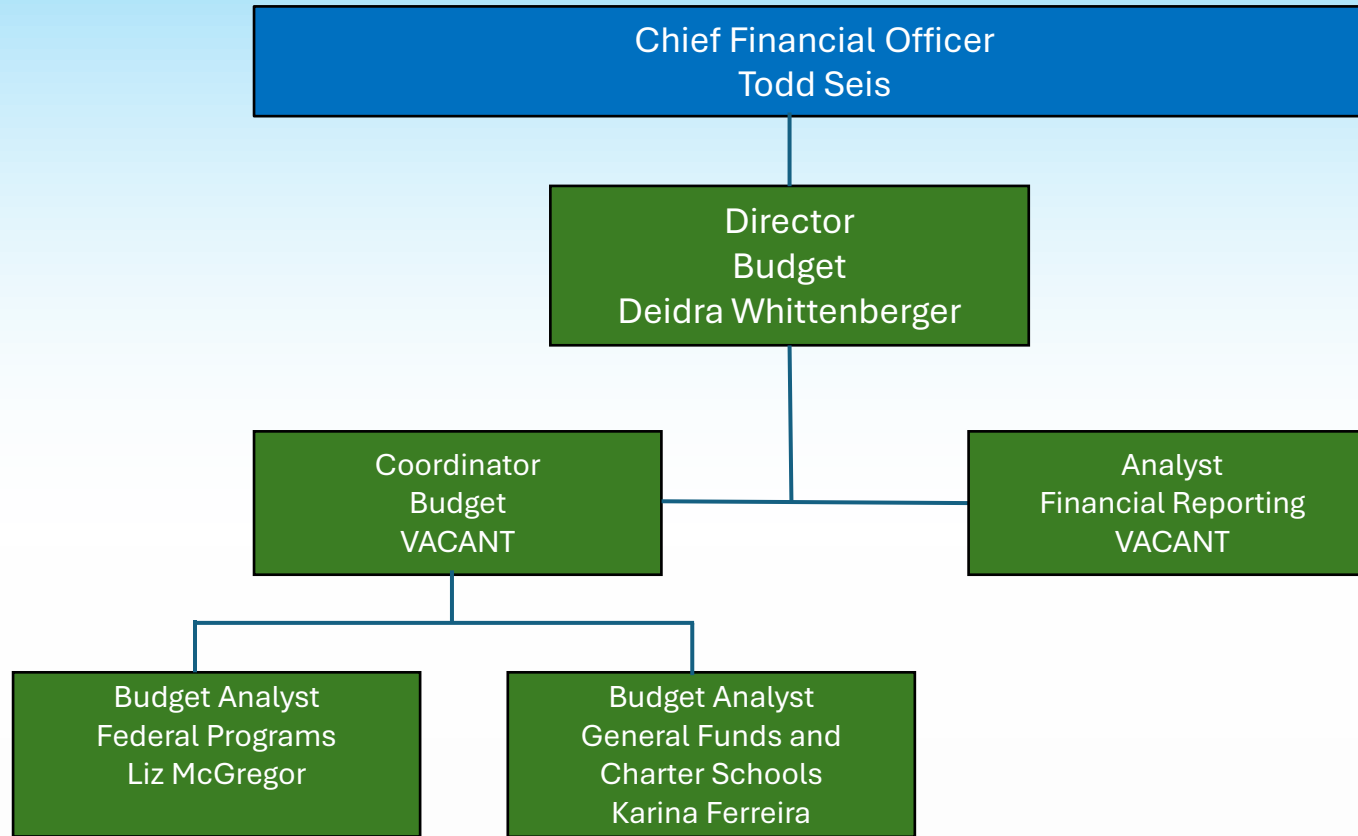 Chief Financial Officer
Todd Seis
Director
Budget
Deidra Whittenberger
Coordinator
Budget
VACANT
Analyst
Financial Reporting
VACANT
Budget Analyst
Federal Programs
Liz McGregor
Budget Analyst
General Funds and
Charter Schools
Karina Ferreira